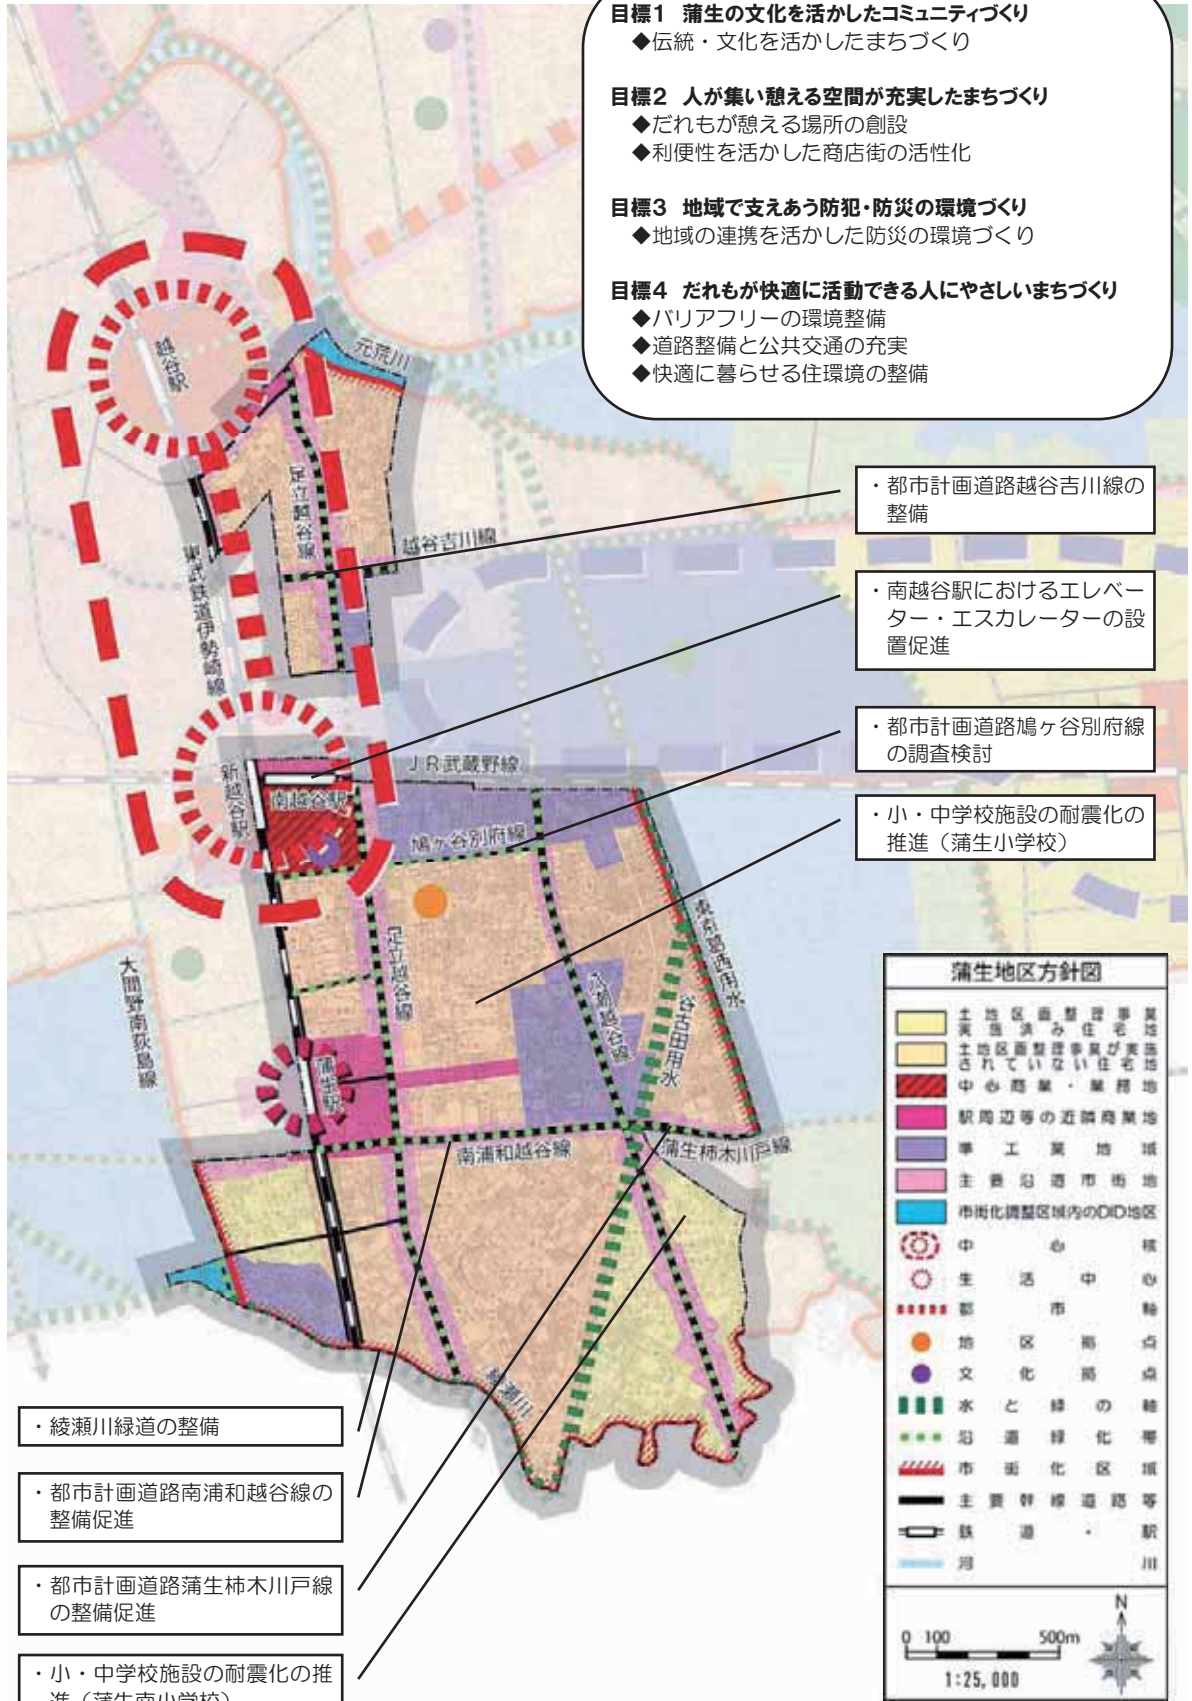 目標1 蒲生の文化を活かしたコミュニティづくり
◆伝統・文化を活かしたまちづくり
目標2 人が集い憩える空間が充実したまちづくり
◆だれもが憩える場所の創設
◆利便性を活かした商店街の活性化
目標3 地域で支えあう防犯・防災の環境づくり
◆地域の連携を活かした防災の環境づくり
目標4 だれもが快適に活動できる人にやさしいまちづくり
◆バリアフリーの環境整備
◆道路整備と公共交通の充実
◆快適に暮らせる住環境の整備
元荒川
越谷駅
足立越谷線
越谷吉川線
東武鉄道伊勢崎線
・都市計画道路越谷吉川線の
整備
・南越谷駅におけるエレベー
ター・エスカレーターの設
置促進
・都市計画道路鳩ヶ谷別府線
の調査検討
・小・中学校施設の耐震化の
推進（蒲生小学校）
新越谷駅
南越谷駅
JR武蔵野線
鳩ヶ谷別府線
足立越谷線
八潮越谷線
東京葛西用水
谷古田用水
大間野南荻島線
蒲生駅
南浦和越谷線
蒲生柿木川戸線
綾瀬川
・綾瀬川緑道の整備
・都市計画道路南浦和越谷線の
整備促進
・都市計画道路蒲生柿木川戸線
の整備促進
・小・中学校施設の耐震化の推
進（蒲生南小学校）
蒲生地区方針図
土地区画整理事業
実施済み住宅地
土地区画整理事業が実施
されていない住宅地
中心商業・業務地
駅周辺等の近隣商業地
準工業地域
主要沿道市街地
市街化調整区域内のDID地区
中心核
生活中心
都市軸
地区拠点
文化拠点
水と緑の軸
沿道緑化帯
市街化区域
主要幹線道路等
鉄道・駅
河川
N
0 100 500m
1:25,000